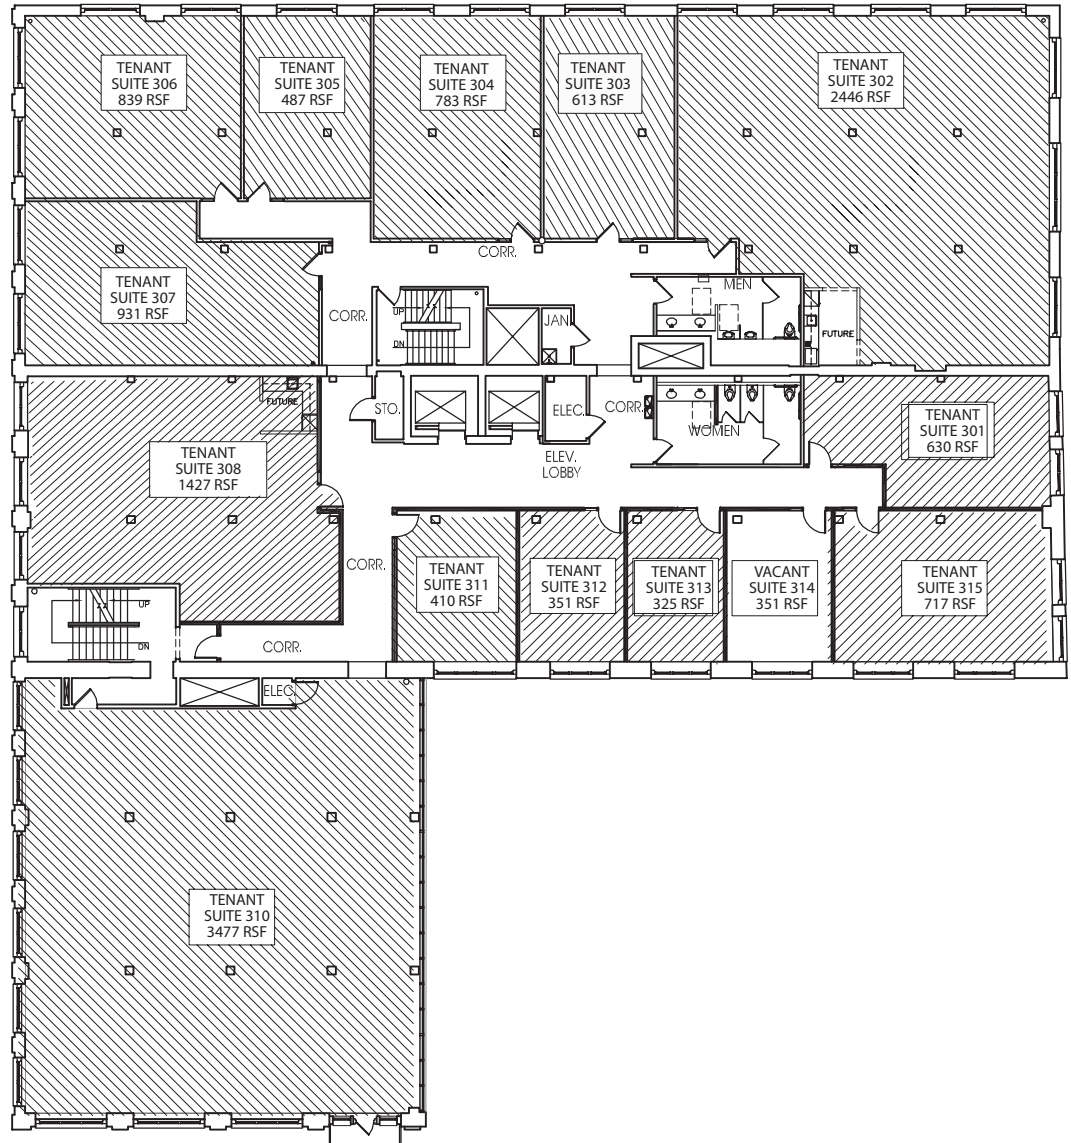 TENANT
SUITE 306
839 RSF
TENANT
SUITE 305
487 RSF
TENANT
SUITE 304
783 RSF
TENANT
SUITE 303
613 RSF
TENANT
SUITE 302
2446 RSF
CORR.
TENANT
SUITE 307
931 RSF
CORR.
UP
DN
JAN.
MEN
FUTURE
FUTURE
STO.
ELEC.
CORR.
WOMEN
TENANT
SUITE 301
630 RSF
TENANT
SUITE 308
1427 RSF
ELEV.
LOBBY
CORR.
TENANT
SUITE 311
410 RSF
TENANT
SUITE 312
351 RSF
TENANT
SUITE 313
325 RSF
VACANT
SUITE 314
351 RSF
TENANT
SUITE 315
717 RSF
UP
DN
CORR.
ELEC.
TENANT
SUITE 310
3477 RSF